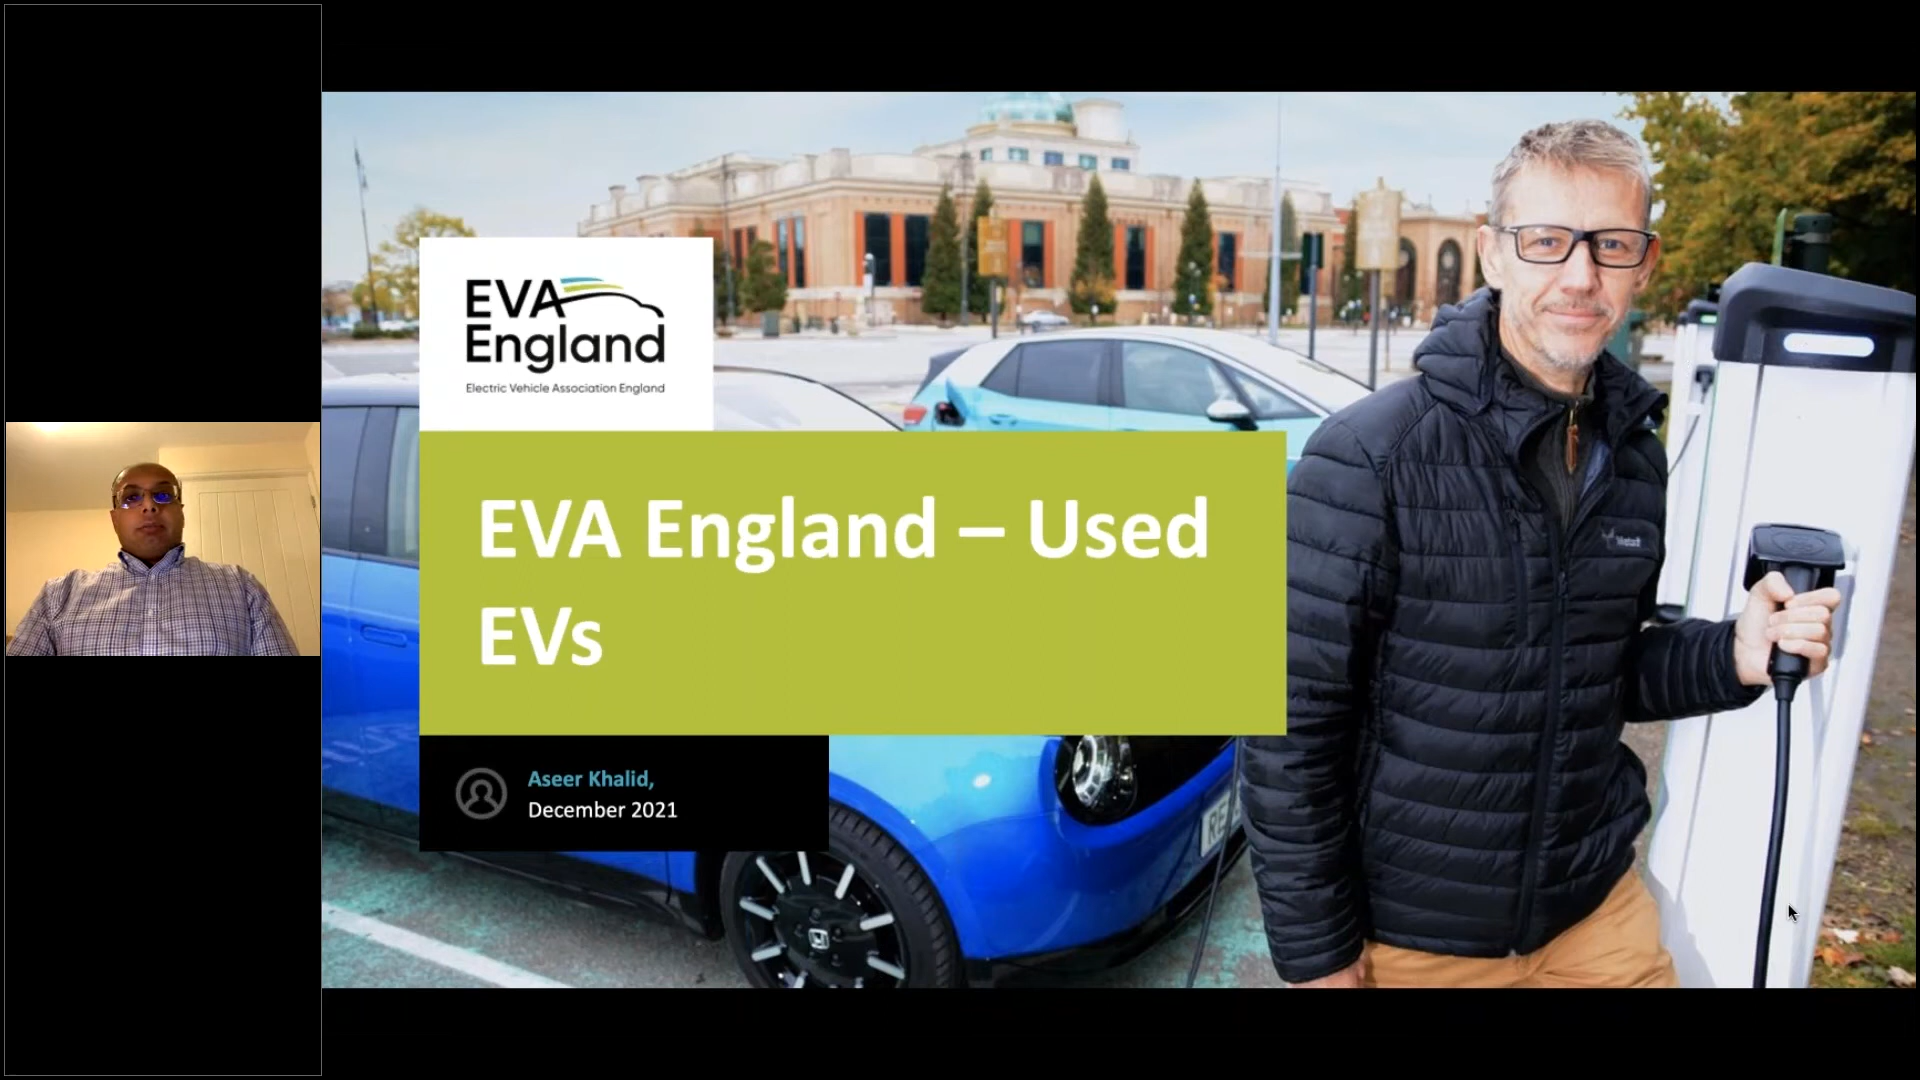 EVA
England
Electric Vehicle Association England
EVA England – Used
EVs
Aseer Khalid,
December 2021